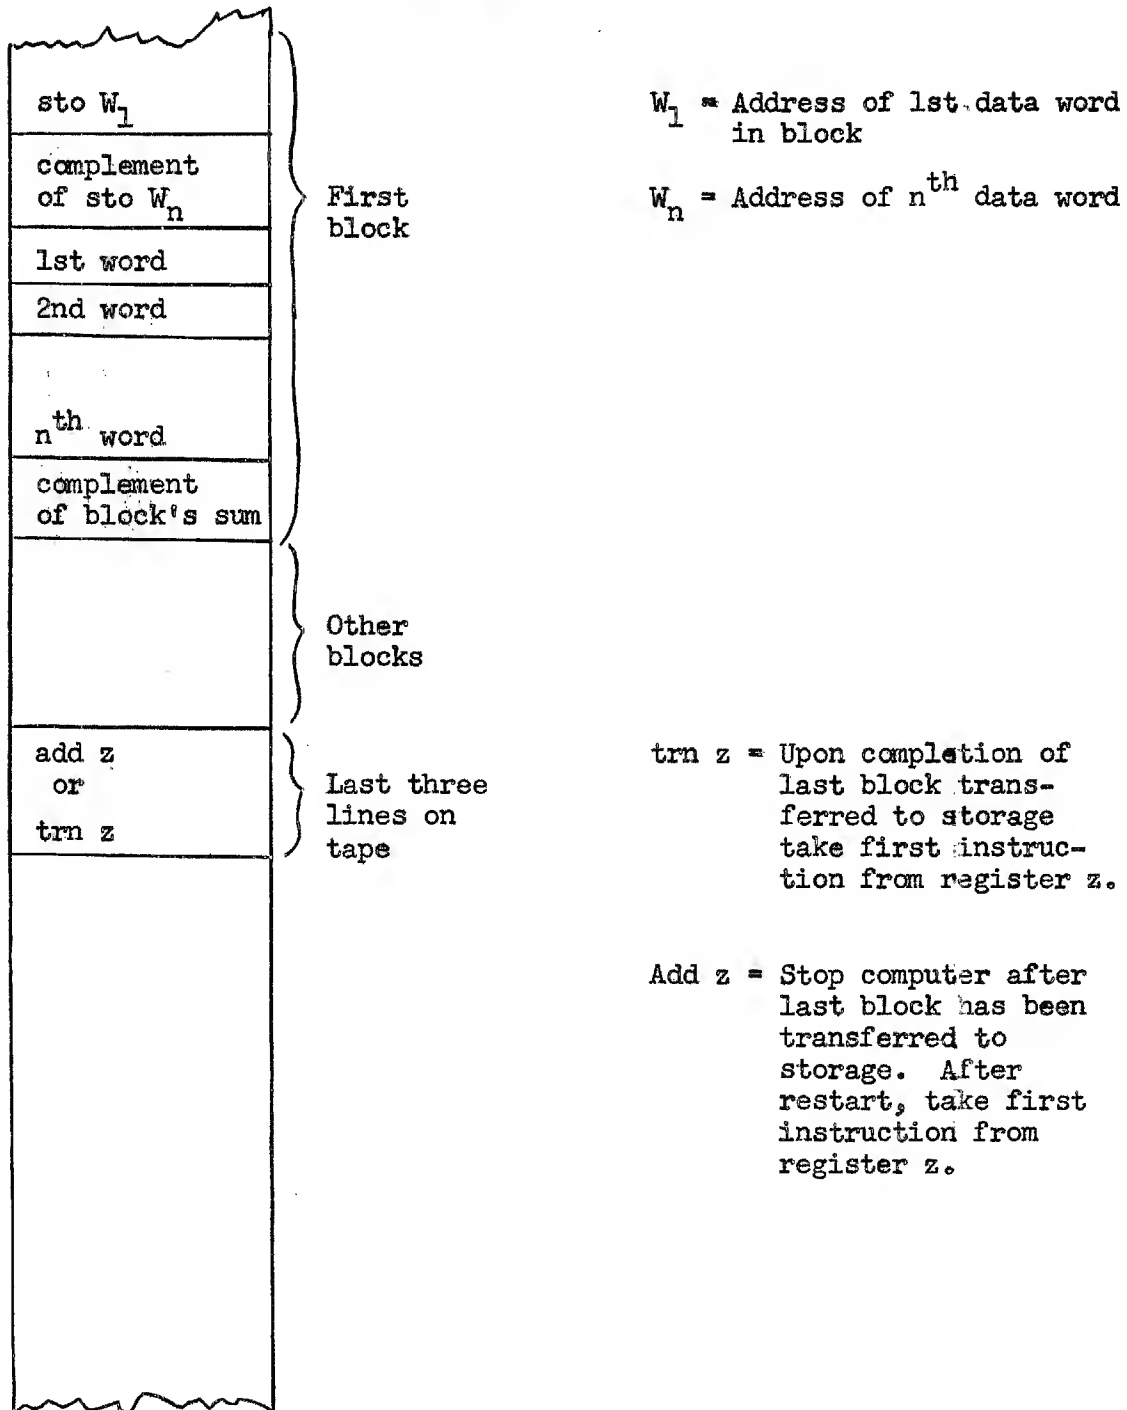 sto W₁
complement
of sto Wₙ
1st word
2nd word
nᵗʰ word
complement
of block's sum
First
block
Other
blocks
add z
or
trn z
Last three
lines on
tape
W₁ = Address of 1st data word
in block
Wₙ = Address of nᵗʰ data word
trn z = Upon completion of
last block trans-
ferred to storage
take first instruc-
tion from register z.
Add z = Stop computer after
last block has been
transferred to
storage. After
restart, take first
instruction from
register z.